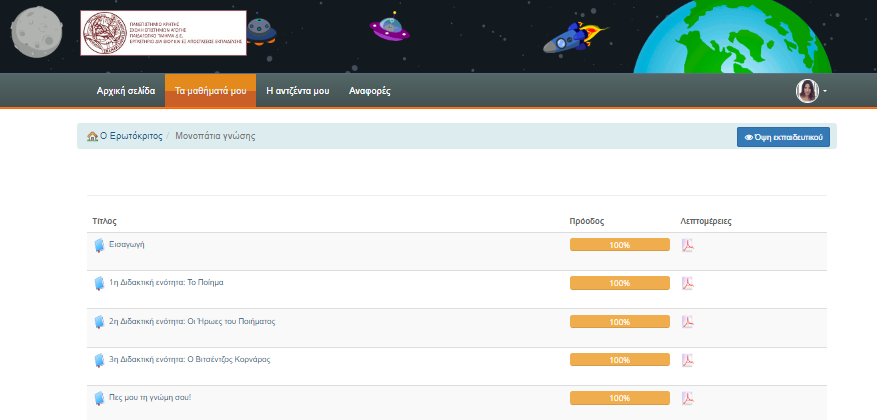 ΠΑΝΕΠΙΣΤΗΜΙΟ ΚΡΗΤΗΣ
ΣΧΟΛΗ ΕΠΙΣΤΗΜΩΝ ΑΓΩΓΗΣ
ΠΑΙΔΑΓΩΓΙΚΟ ΤΜΗΜΑ Δ.Ε.
ΕΡΓΑΣΤΗΡΙΟ ΔΙΑ ΒΙΟΥ ΚΑΙ ΕΞ ΑΠΟΣΤΑΣΕΩΣ ΕΚΠΑΙΔΕΥΣΗΣ
Αρχική σελίδα Τα μαθήματά μου Η αντζέντα μου Αναφορές
Ο Ερωτόκριτος / Μονοπάτια γνώσης Όψη εκπαιδευτικού
Τίτλος Πρόοδος Λεπτομέρειες
Εισαγωγή 100%
1η Διδακτική ενότητα: Το Ποίημα 100%
2η Διδακτική ενότητα: Οι Ήρωες του Ποιήματος 100%
3η Διδακτική ενότητα: Ο Βιτσέντζος Κορνάρος 100%
Πες μου τη γνώμη σου! 100%